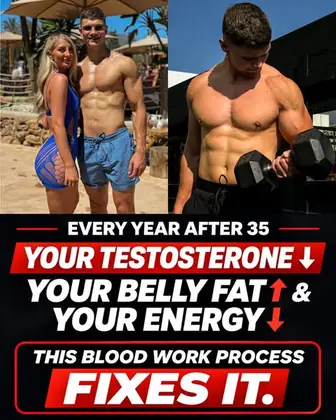 EVERY YEAR AFTER 35
YOUR TESTOSTERONE ↓
YOUR BELLY FAT ↑ &
YOUR ENERGY ↓
THIS BLOOD WORK PROCESS
FIXES IT.